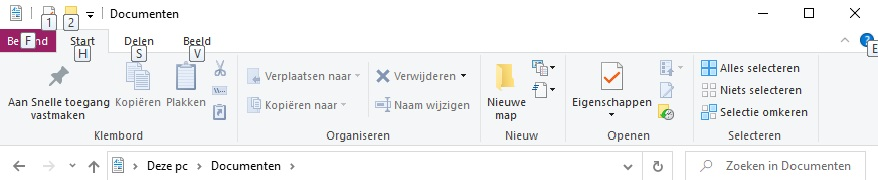 Documenten
1
2
Be
nd
F
Start
H
Delen
S
Beeld
V
E
Aan Snelle toegang
vastmaken
Kopiëren
Plakken
Klembord
Verplaatsen naar
Kopiëren naar
Verwijderen
Naam wijzigen
Organiseren
Nieuwe
map
Nieuw
Eigenschappen
Openen
Alles selecteren
Niets selecteren
Selectie omkeren
Selecteren
Deze pc
Documenten
Zoeken in Documenten